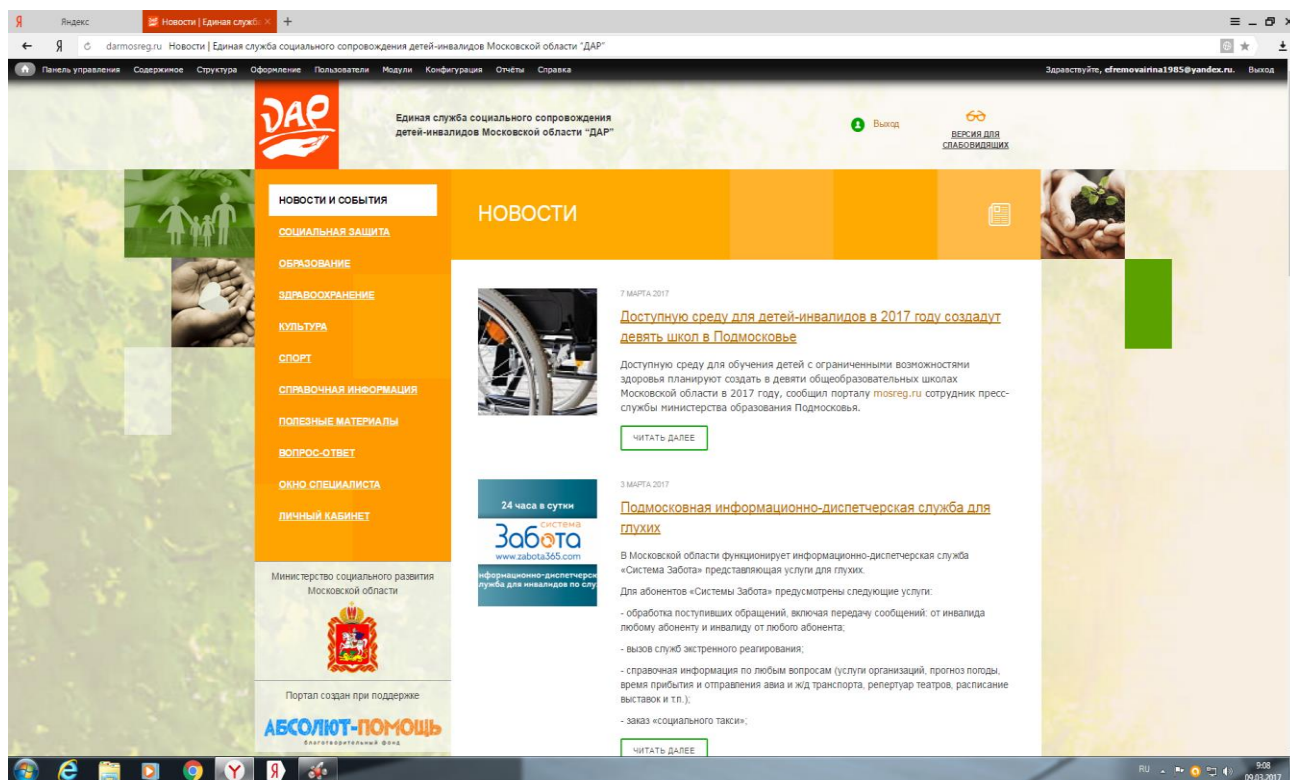 Яндекс
Новости | Единая служб
darmosreg.ru Новости | Единая служба социального сопровождения детей-инвалидов Московской области "ДАР"
Панель управления Содержимое Структура Оформление Пользователи Модули Конфигурация Отчёты Справка
Здравствуйте, efremovairina1985@yandex.ru. Выход
ДАР
Единая служба социального сопровождения
детей-инвалидов Московской области "ДАР"
Выход
ВЕРСИЯ ДЛЯ
СЛАБОВИДЯЩИХ
НОВОСТИ И СОБЫТИЯ
СОЦИАЛЬНАЯ ЗАЩИТА
ОБРАЗОВАНИЕ
ЗДРАВООХРАНЕНИЕ
КУЛЬТУРА
СПОРТ
СПРАВОЧНАЯ ИНФОРМАЦИЯ
ПОЛЕЗНЫЕ МАТЕРИАЛЫ
ВОПРОС-ОТВЕТ
ОКНО СПЕЦИАЛИСТА
ЛИЧНЫЙ КАБИНЕТ
Министерство социального развития
Московской области
Портал создан при поддержке
АБСОЛЮТ-ПОМОЩЬ
благотворительный фонд
НОВОСТИ
7 МАРТА 2017
Доступную среду для детей-инвалидов в 2017 году создадут
девять школ в Подмосковье
Доступную среду для обучения детей с ограниченными возможностями
здоровья планируют создать в девяти общеобразовательных школах
Московской области в 2017 году, сообщил порталу mosreg.ru сотрудник пресс-
службы министерства образования Подмосковья.
ЧИТАТЬ ДАЛЕЕ
24 часа в сутки
система
Забота
www.zabota365.com
нформационно-диспетчерск
лужба для инвалидов по слу
3 МАРТА 2017
Подмосковная информационно-диспетчерская служба для
глухих
В Московской области функционирует информационно-диспетчерская служба
«Система Забота» представляющая услуги для глухих.
Для абонентов «Системы Забота» предусмотрены следующие услуги:
- обработка поступивших обращений, включая передачу сообщений: от инвалида
любому абоненту и инвалиду от любого абонента;
- вызов служб экстренного реагирования;
- справочная информация по любым вопросам (услуги организаций, прогноз погоды,
время прибытия и отправления авиа и ж/д транспорта, репертуар театров, расписание
выставок и т.п.);
- заказ «социального такси»;
ЧИТАТЬ ДАЛЕЕ
RU
9:08
09.03.2017